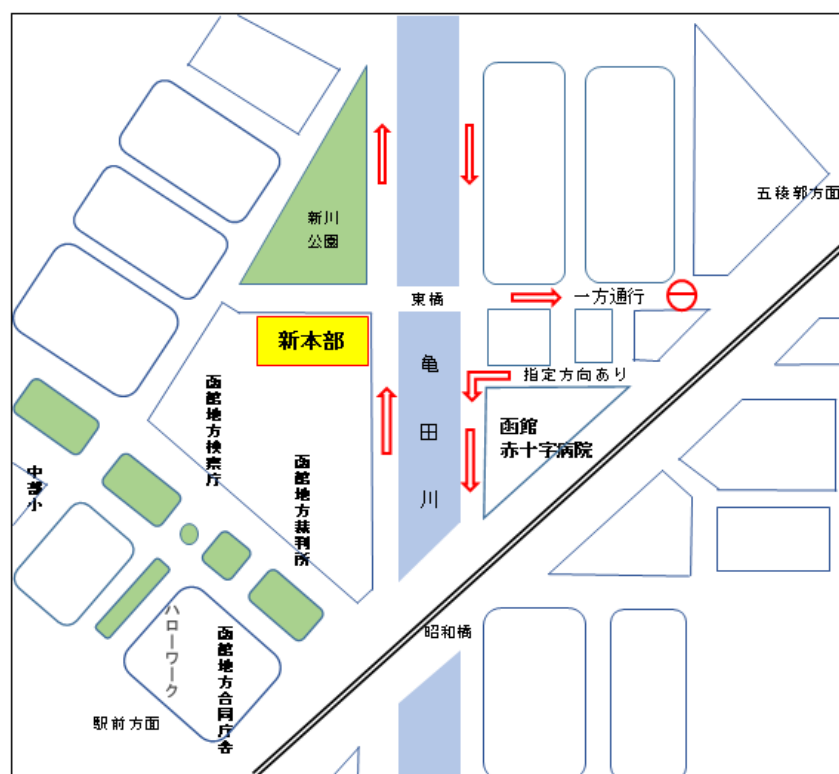 新川
公園
五稜郭方面
東橋
一方通行
新本部
亀田川
指定方向あり
函館
赤十字病院
函館地方検察庁
函館地方裁判所
中部小
ハローワーク
函館地方合同庁舎
昭和橋
駅前方面